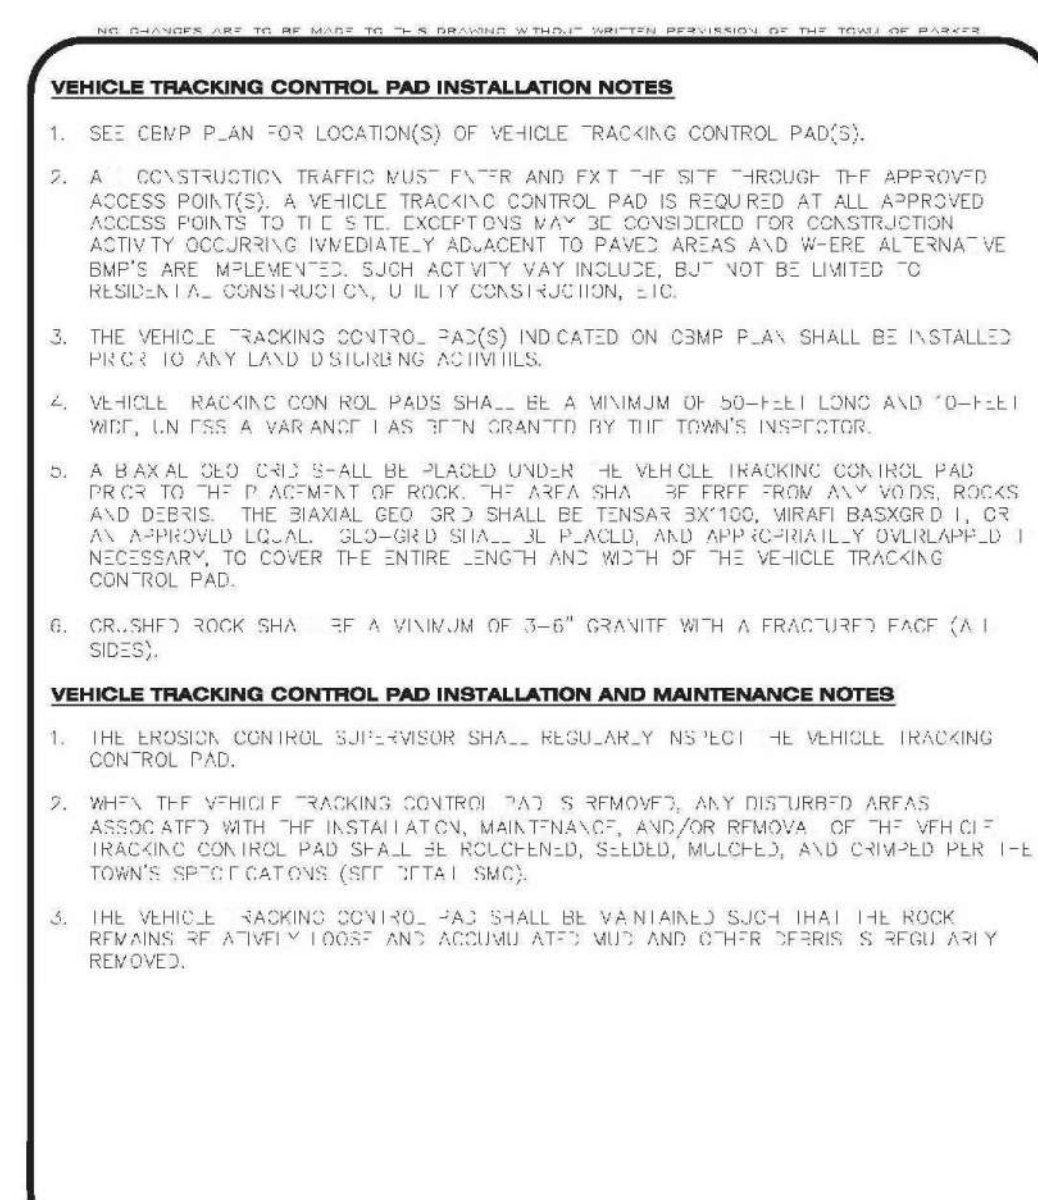 NO CHANGES ARE TO BE MADE TO THIS DRAWING WITHOUT WRITTEN PERMISSION OF THE TOWN OF PARKER
VEHICLE TRACKING CONTROL PAD INSTALLATION NOTES
1. SEE CBMP PLAN FOR LOCATION(S) OF VEHICLE TRACKING CONTROL PAD(S).
2. ALL CONSTRUCTION TRAFFIC MUST ENTER AND EXIT THE SITE THROUGH THE APPROVED
ACCESS POINT(S). A VEHICLE TRACKING CONTROL PAD IS REQUIRED AT ALL APPROVED
ACCESS POINTS TO THE SITE. EXCEPTIONS MAY BE CONSIDERED FOR CONSTRUCTION
ACTIVITY OCCURRING IMMEDIATELY ADJACENT TO PAVED AREAS AND WHERE ALTERNATIVE
BMP'S ARE IMPLEMENTED. SUCH ACTIVITY MAY INCLUDE, BUT NOT BE LIMITED TO
RESIDENTIAL CONSTRUCTION, UTILITY CONSTRUCTION, ETC.
3. THE VEHICLE TRACKING CONTROL PAD(S) INDICATED ON CBMP PLAN SHALL BE INSTALLED
PRIOR TO ANY LAND DISTURBING ACTIVITIES.
4. VEHICLE TRACKING CONTROL PADS SHALL BE A MINIMUM OF 50-FEET LONG AND 10-FEET
WIDE, UNLESS A VARIANCE HAS BEEN GRANTED BY THE TOWN'S INSPECTOR.
5. A BIAXIAL GEO-GRID SHALL BE PLACED UNDER THE VEHICLE TRACKING CONTROL PAD
PRIOR TO THE PLACEMENT OF ROCK. THE AREA SHALL BE FREE FROM ANY VOIDS, ROCKS
AND DEBRIS. THE BIAXIAL GEO-GRID SHALL BE TENSAR BX1100, MIRAFI BASXGRID 11, OR
AN APPROVED EQUAL. GEO-GRID SHALL BE PLACED, AND APPROPRIATELY OVERLAPPED IF
NECESSARY, TO COVER THE ENTIRE LENGTH AND WIDTH OF THE VEHICLE TRACKING
CONTROL PAD.
6. CRUSHED ROCK SHALL BE A MINIMUM OF 3-6" GRANITE WITH A FRACTURED FACE (ALL
SIDES).
VEHICLE TRACKING CONTROL PAD INSTALLATION AND MAINTENANCE NOTES
1. THE EROSION CONTROL SUPERVISOR SHALL REGULARLY INSPECT THE VEHICLE TRACKING
CONTROL PAD.
2. WHEN THE VEHICLE TRACKING CONTROL PAD IS REMOVED, ANY DISTURBED AREAS
ASSOCIATED WITH THE INSTALLATION, MAINTENANCE, AND/OR REMOVAL OF THE VEHICLE
TRACKING CONTROL PAD SHALL BE ROUGHENED, SEEDED, MULCHED, AND CRIMPED PER THE
TOWN'S SPECIFICATIONS (SEE DETAIL SMC).
3. THE VEHICLE TRACKING CONTROL PAD SHALL BE MAINTAINED SUCH THAT THE ROCK
REMAINS RELATIVELY LOOSE AND ACCUMULATED MUD AND OTHER DEBRIS IS REGULARLY
REMOVED.